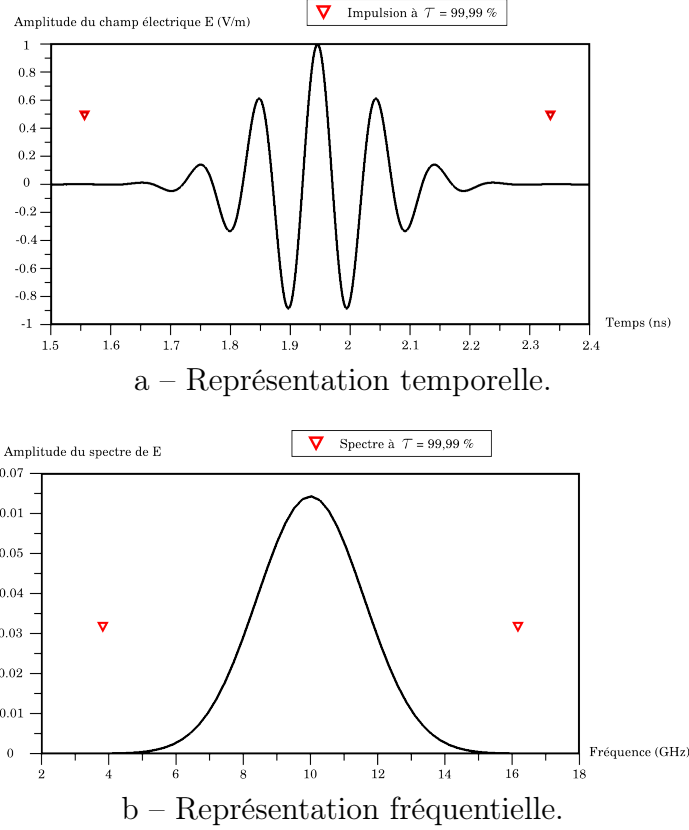 Impulsion à τ = 99,99 %
Amplitude du champ électrique E (V/m)
1
0.8
0.6
0.4
0.2
0
-0.2
-0.4
-0.6
-0.8
-1
1.5 1.6 1.7 1.8 1.9 2 2.1 2.2 2.3 2.4
Temps (ns)
a – Représentation temporelle.
Spectre à τ = 99,99 %
Amplitude du spectre de E
0.07
0.01
0.05
0.04
0.03
0.02
0.01
0
2 4 6 8 10 12 14 16 18
Fréquence (GHz)
b – Représentation fréquentielle.